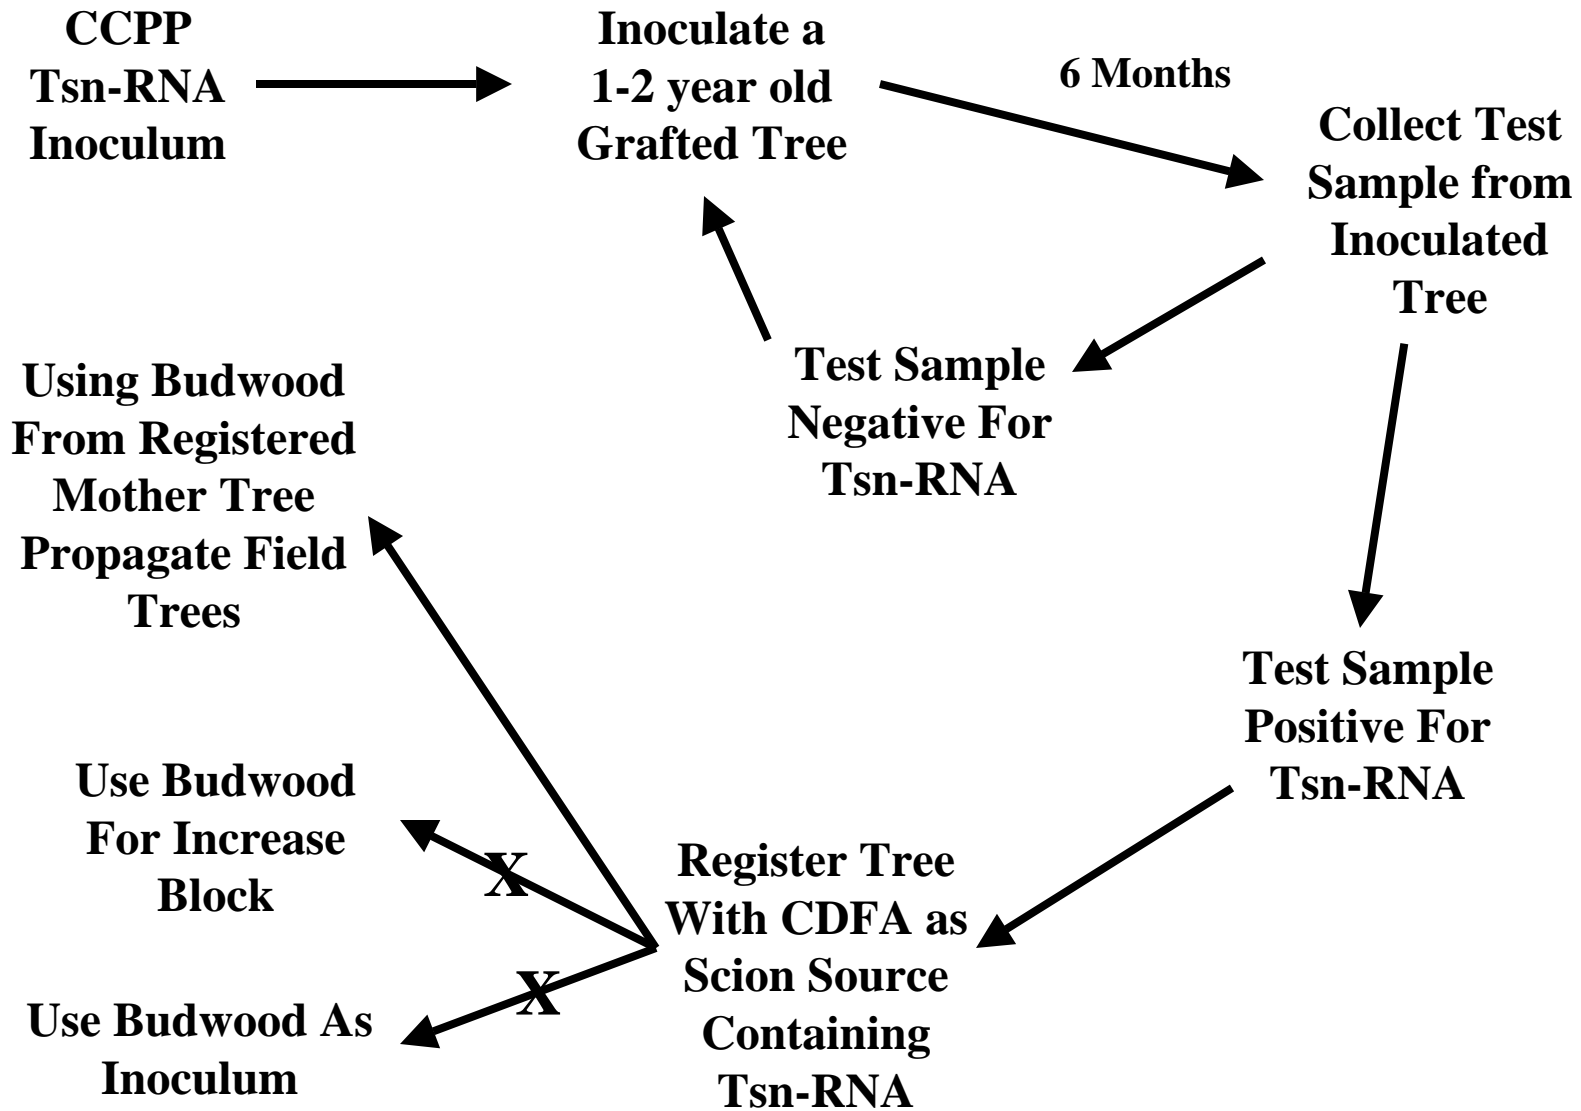 CCPP
Tsn-RNA
Inoculum
Inoculate a
1-2 year old
Grafted Tree
6 Months
Collect Test
Sample from
Inoculated
Tree
Test Sample
Negative For
Tsn-RNA
Test Sample
Positive For
Tsn-RNA
Register Tree
With CDFA as
Scion Source
Containing
Tsn-RNA
Using Budwood
From Registered
Mother Tree
Propagate Field
Trees
X
Use Budwood
For Increase
Block
X
Use Budwood As
Inoculum